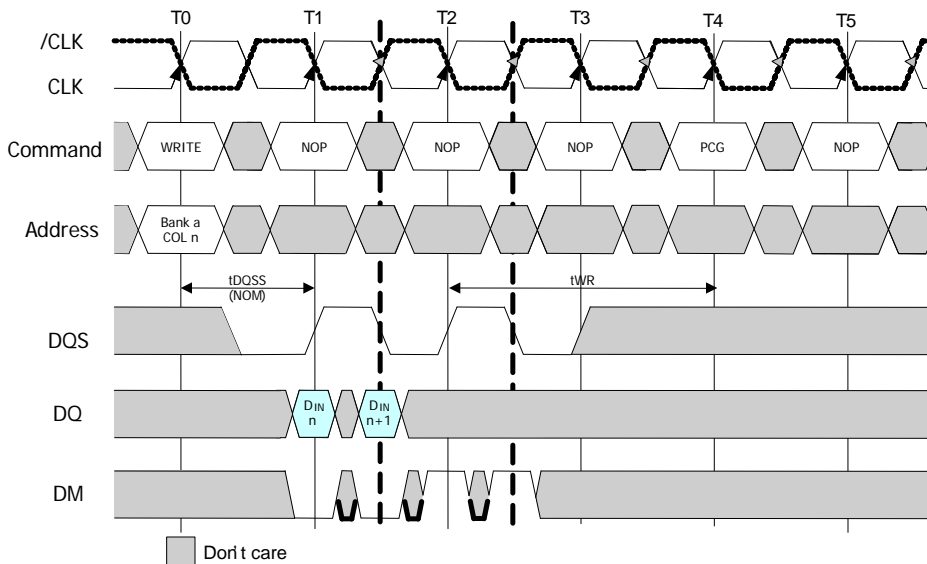 T0 T1 T2 T3 T4 T5
/CLK
CLK
Command WRITE NOP NOP NOP PCG NOP
Address Bank a
COL n
tDQSS
(NOM)
tWR
DQS
DQ DIN
n
DIN
n+1
DM
Don't care